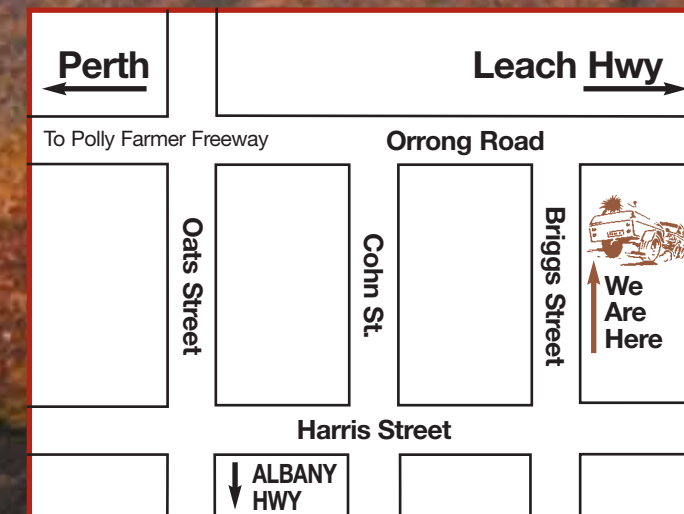 Perth
Leach Hwy
To Polly Farmer Freeway
Orrong Road
Oats Street
Cohn St.
Briggs Street
We
Are
Here
Harris Street
ALBANY
HWY